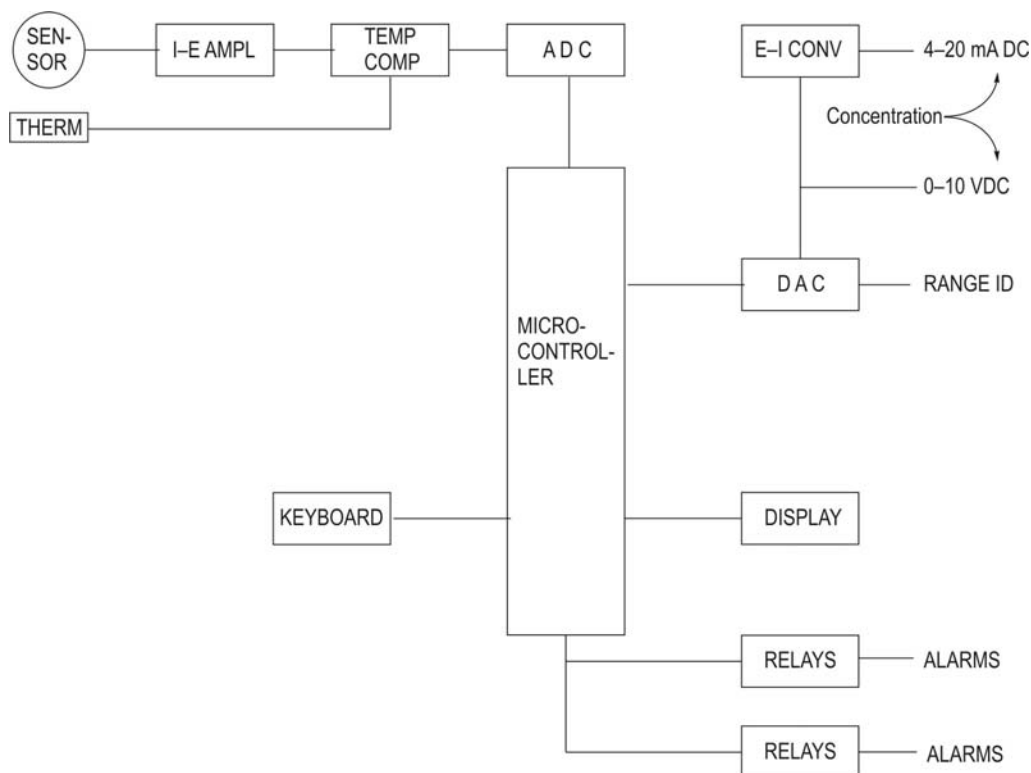 SEN-
SOR
I–E AMPL
TEMP
COMP
A D C
E–I CONV
4–20 mA DC
THERM
Concentration
0–10 VDC
D A C
RANGE ID
MICRO-
CONTROL-
LER
KEYBOARD
DISPLAY
RELAYS
ALARMS
RELAYS
ALARMS